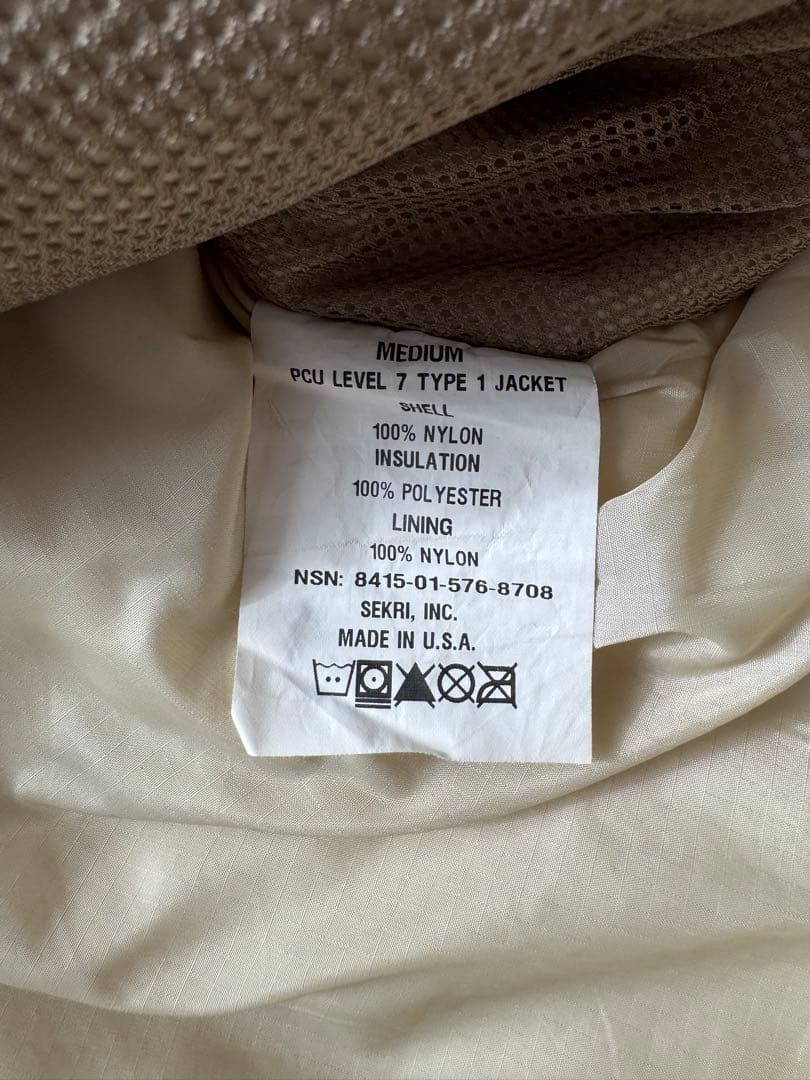 MEDIUM
PCU LEVEL 7 TYPE 1 JACKET
SHELL
100% NYLON
INSULATION
100% POLYESTER
LINING
100% NYLON
NSN: 8415-01-576-8708
SEKRI, INC.
MADE IN U.S.A.